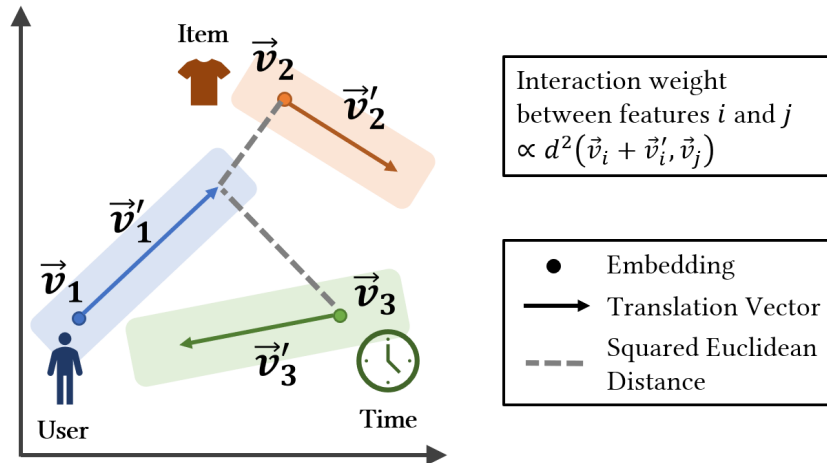 Item
v⃗₂
v⃗′₂
v⃗′₁
v⃗₁
v⃗₃
v⃗′₃
User
Time
Interaction weight
between features i and j
∝ d²(v⃗ᵢ + v⃗′ᵢ, v⃗ⱼ)
Embedding
Translation Vector
Squared Euclidean
Distance